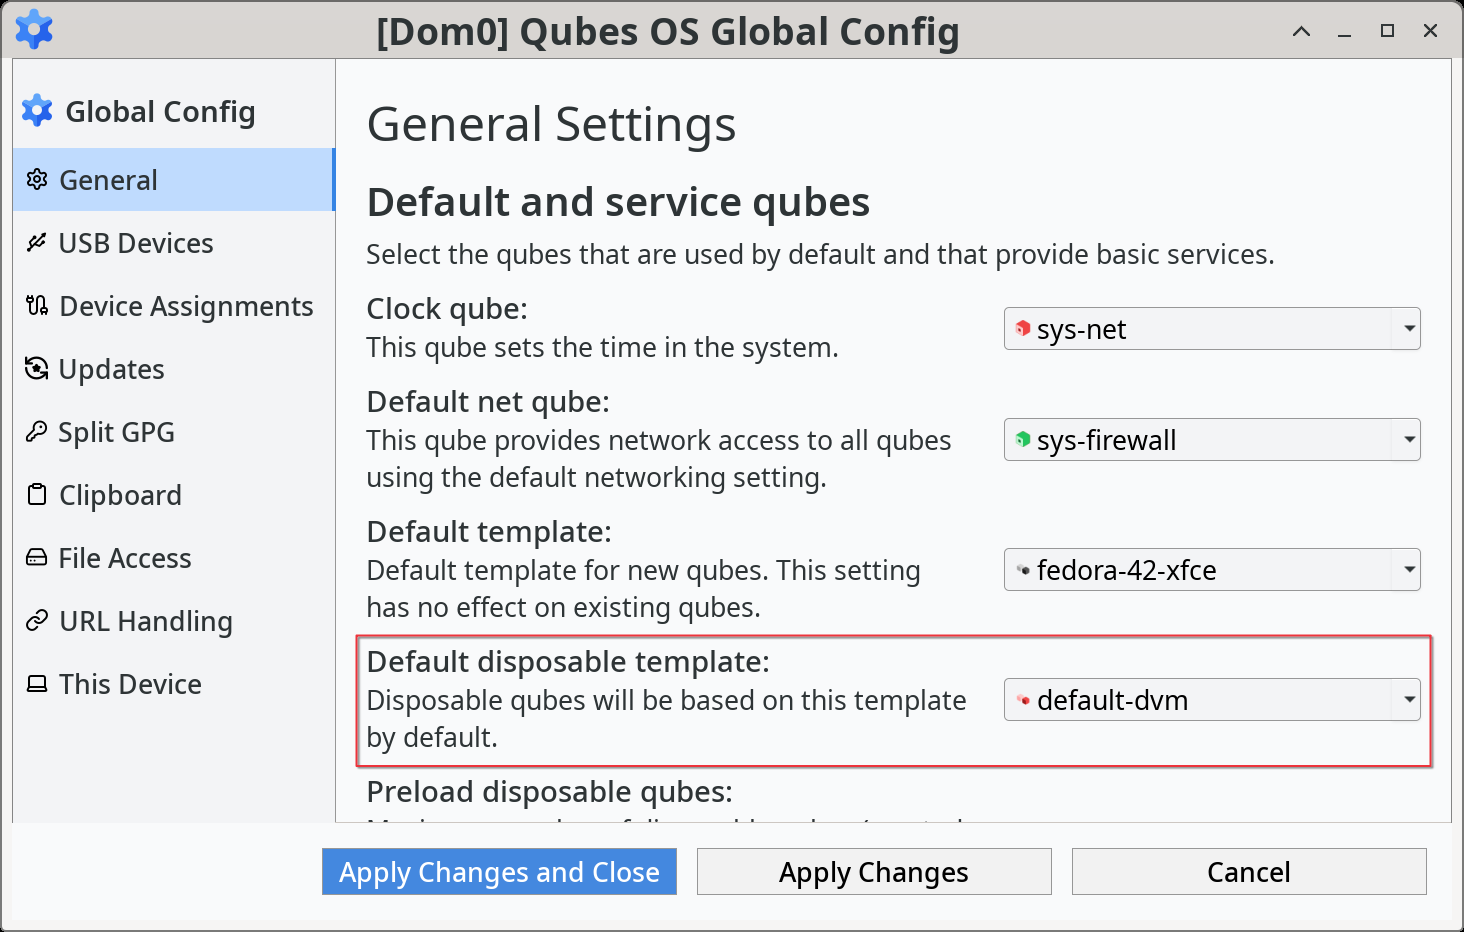 [Dom0] Qubes OS Global Config
Global Config
General
USB Devices
Device Assignments
Updates
Split GPG
Clipboard
File Access
URL Handling
This Device
General Settings
Default and service qubes
Select the qubes that are used by default and that provide basic services.
Clock qube:
This qube sets the time in the system.
sys-net
Default net qube:
This qube provides network access to all qubes
using the default networking setting.
sys-firewall
Default template:
Default template for new qubes. This setting
has no effect on existing qubes.
fedora-42-xfce
Default disposable template:
Disposable qubes will be based on this template
by default.
default-dvm
Preload disposable qubes:
Apply Changes and Close
Apply Changes
Cancel